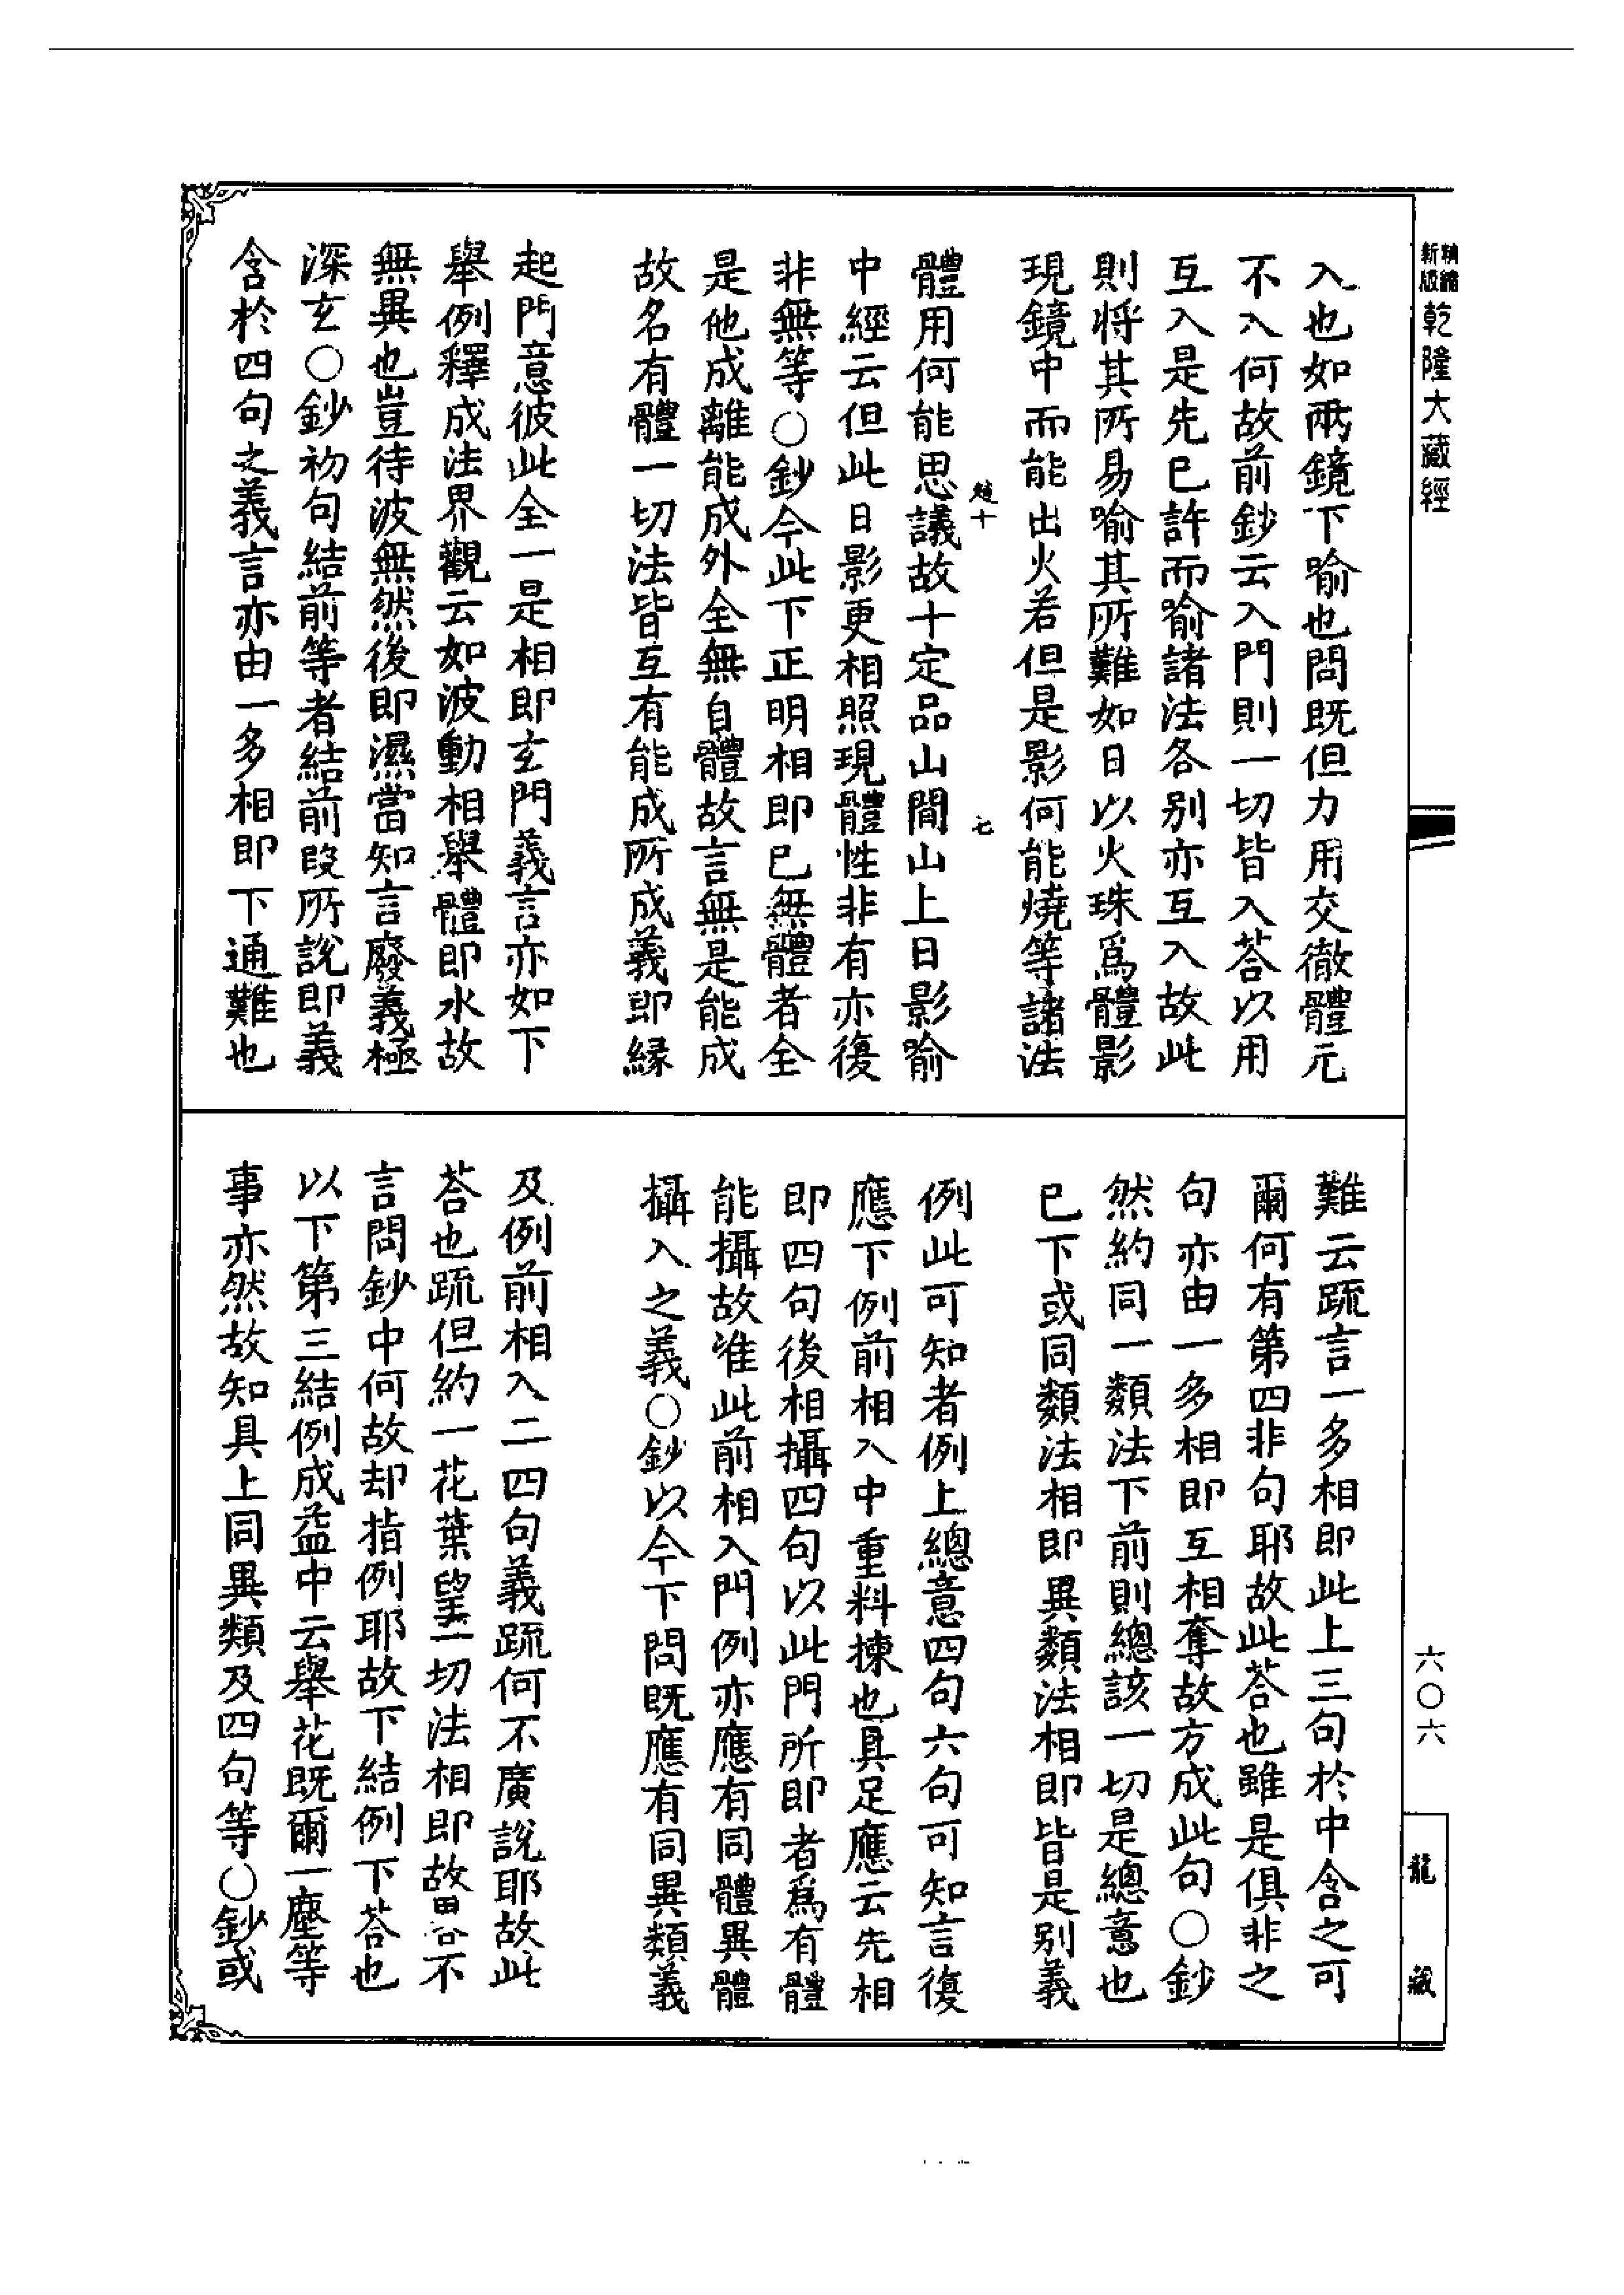 新版精縮乾隆大藏經
入也如兩鏡下喻也問既但力用交徹體元
不入何故前鈔云入門則一切皆入荅以用
互入是先已許而喻諸法各别亦互入故此
則將其所易喻其所難如日以火珠爲體影
現鏡中而能出火若但是影何能燒等諸法
十 七
體用何能思議故十定品山間山上日影喻
中經云但此日影更相照現體性非有亦復
非無等○鈔今此下正明相即已無體者全
是他成離能成外全無自體故言無是能成
故名有體一切法皆互有能成所成義即緣
起門意彼此全一是相即玄門義言亦如下
舉例釋成法界觀云如波動相舉體即水故
無異也豈待波無然後即濕當知言廢義極
深玄○鈔初句結前等者結前段所說即義
含於四句之義言亦由一多相即下通難也
難云疏言一多相即此上三句於中含之可
爾何有第四非句耶故此荅也雖是俱非之
句亦由一多相即互相奪故方成此句○鈔
然約同一類法下前則總該一切是總意也
已下或同類法相即異類法相即皆是别義
例此可知者例上總意四句六句可知言復
應下例前相入中重料揀也具足應云先相
即四句後相攝四句以此門所即者爲有體
能攝故准此前相入門例亦應有同體異體
攝入之義○鈔以今下問既應有同異類義
及例前相入二四句義疏何不廣說耶故此
荅也疏但約一花葉望一切法相即故畧不
言問鈔中何故却指例耶故下結例下荅也
以下第三結例成益中云舉花既爾一塵等
事亦然故知具上同異類及四句等○鈔或
六○六
龍藏